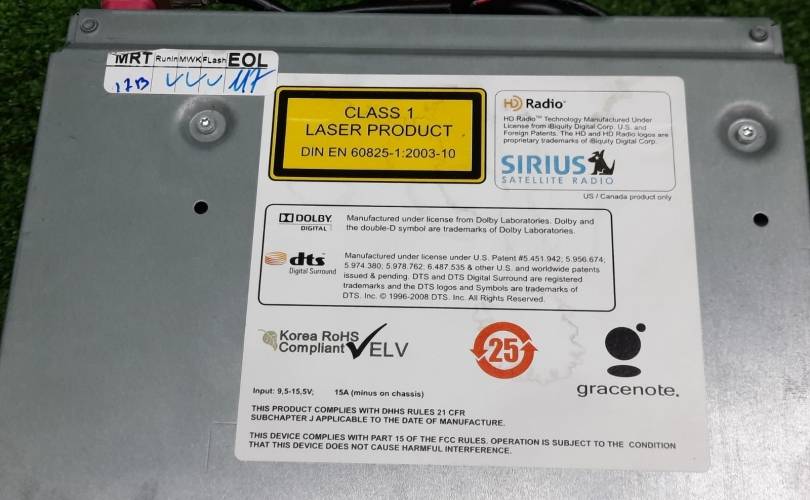 MRT RunIn MWK FLash EOL
CLASS 1
LASER PRODUCT
DIN EN 60825-1:2003-10
HD Radio™
HD Radio™ Technology Manufactured Under
License from iBiquity Digital Corp. U.S. and
Foreign Patents. The HD and HD Radio logos are
proprietary trademarks of iBiquity Digital Corp.
SIRIUS
SATELLITE RADIO
US / Canada product only
DOLBY
DIGITAL
Manufactured under license from Dolby Laboratories. Dolby and
the double-D symbol are trademarks of Dolby Laboratories.
dts
Digital Surround
Manufactured under license under U.S. Patent #5.451.942; 5.956.674;
5.974.380; 5.978.762; 6.487.535 & other U.S. and worldwide patents
issued & pending. DTS and DTS Digital Surround are registered
trademarks and the DTS logos and Symbols are trademarks of
DTS. Inc. © 1996-2008 DTS. Inc. All Rights Reserved.
Korea RoHS
Compliant
ELV
25
gracenote.
Input: 9,5-15,5V; 15A (minus on chassis)
THIS PRODUCT COMPLIES WITH DHHS RULES 21 CFR
SUBCHAPTER J APPLICABLE TO THE DATE OF MANUFACTURE.
THIS DEVICE COMPLIES WITH PART 15 OF THE FCC RULES. OPERATION IS SUBJECT TO THE CONDITION
THAT THIS DEVICE DOES NOT CAUSE HARMFUL INTERFERENCE.